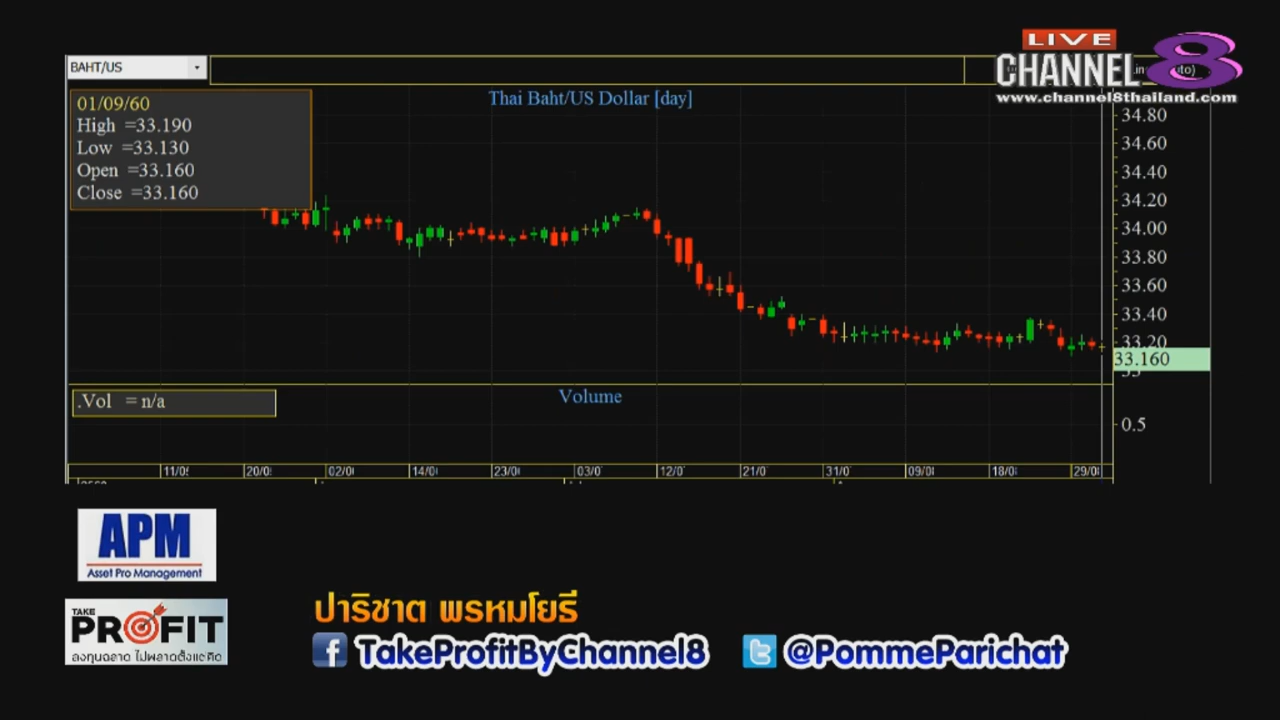 LIVE
CHANNEL 8
www.channel8thailand.com
BAHT/US
Thai Baht/US Dollar [day]
01/09/60
High =33.190
Low =33.130
Open =33.160
Close =33.160
34.80
34.60
34.40
34.20
34.00
33.80
33.60
33.40
33.20
33.160
.Vol = n/a
Volume
0.5
11/0
20/0
02/0
14/0
23/0
03/0
12/0
21/0
31/0
09/0
18/0
29/0
APM
Asset Pro Management
TAKE
PROFIT
ลงทุนฉลาด ไม่พลาดตั้งแต่คิด
ปาริชาต พรหมโยธี
TakeProfitByChannel8
@PommeParichat